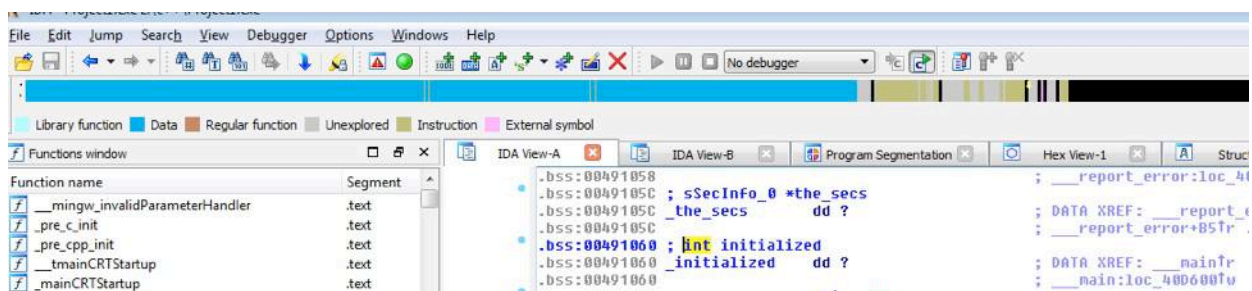 File Edit Jump Search View Debugger Options Windows Help
No debugger
Library function Data Regular function Unexplored Instruction External symbol
Functions window
IDA View-A IDA View-B Program Segmentation Hex View-1 Struc
Function name Segment
__mingw_invalidParameterHandler .text
_pre_c_init .text
_pre_cpp_init .text
__tmainCRTStartup .text
_mainCRTStartup .text
.bss:00491058 ; ___report_error:loc_40
.bss:0049105C ; sSecInfo_0 *the_secs
.bss:0049105C _the_secs dd ? ; DATA XREF: ___report_e
.bss:0049105C ; ___report_error+B5↑r
.bss:00491060 ; int initialized
.bss:00491060 _initialized dd ? ; DATA XREF: ___main↑r
.bss:00491060 ; ___main:loc_40D600↑w